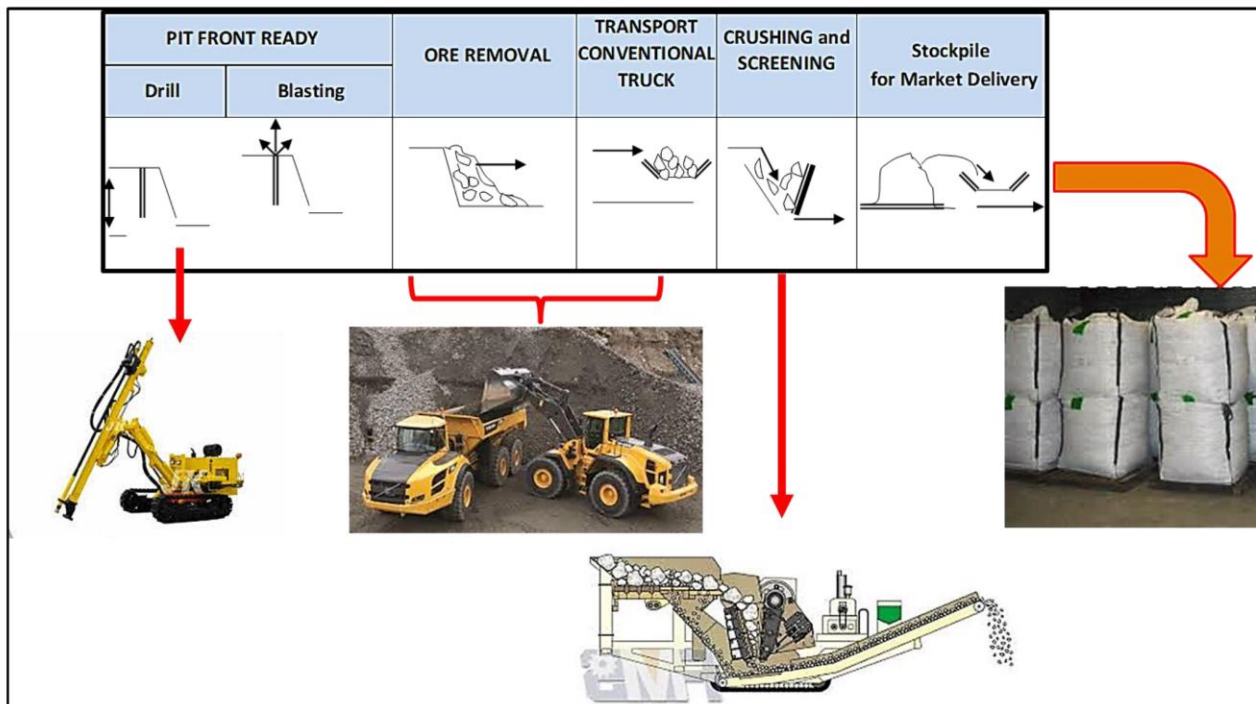 PIT FRONT READY
Drill
Blasting
ORE REMOVAL
TRANSPORT
CONVENTIONAL
TRUCK
CRUSHING and
SCREENING
Stockpile
for Market Delivery